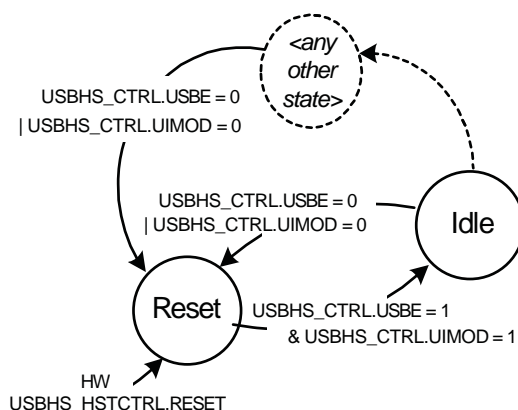 <any
other
state>
USBHS_CTRL.USBE = 0
| USBHS_CTRL.UIMOD = 0
USBHS_CTRL.USBE = 0
| USBHS_CTRL.UIMOD = 0
Idle
Reset
USBHS_CTRL.USBE = 1
& USBHS_CTRL.UIMOD = 1
HW
USBHS_HSTCTRL.RESET